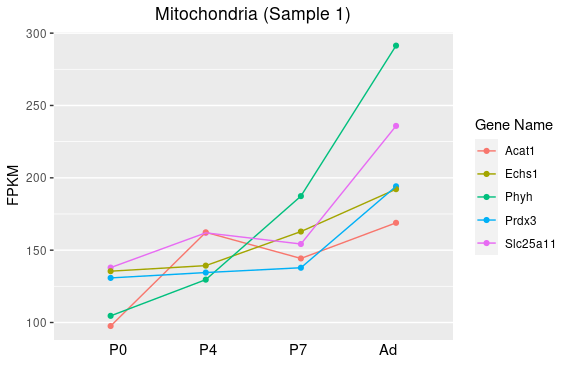 Mitochondria (Sample 1)
300
250
200
150
100
FPKM
P0 P4 P7 Ad
Gene Name
Acat1
Echs1
Phyh
Prdx3
Slc25a11